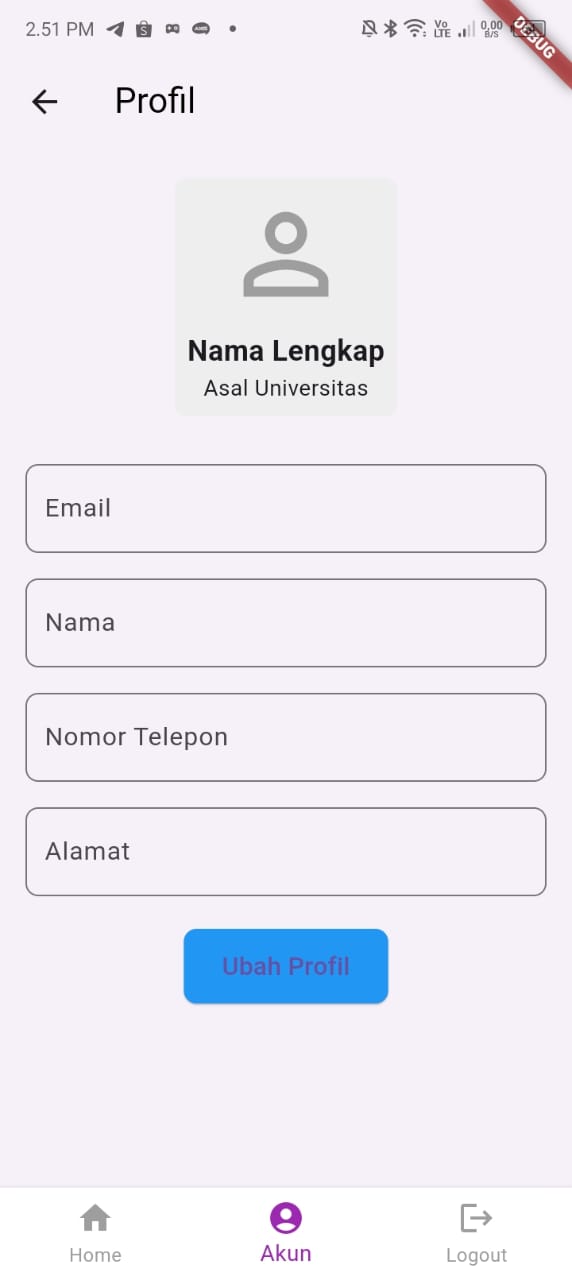 2.51 PM
Vo
LTE
0,00
B/S
DEBUG
Profil
Nama Lengkap
Asal Universitas
Email
Nama
Nomor Telepon
Alamat
Ubah Profil
Home
Akun
Logout